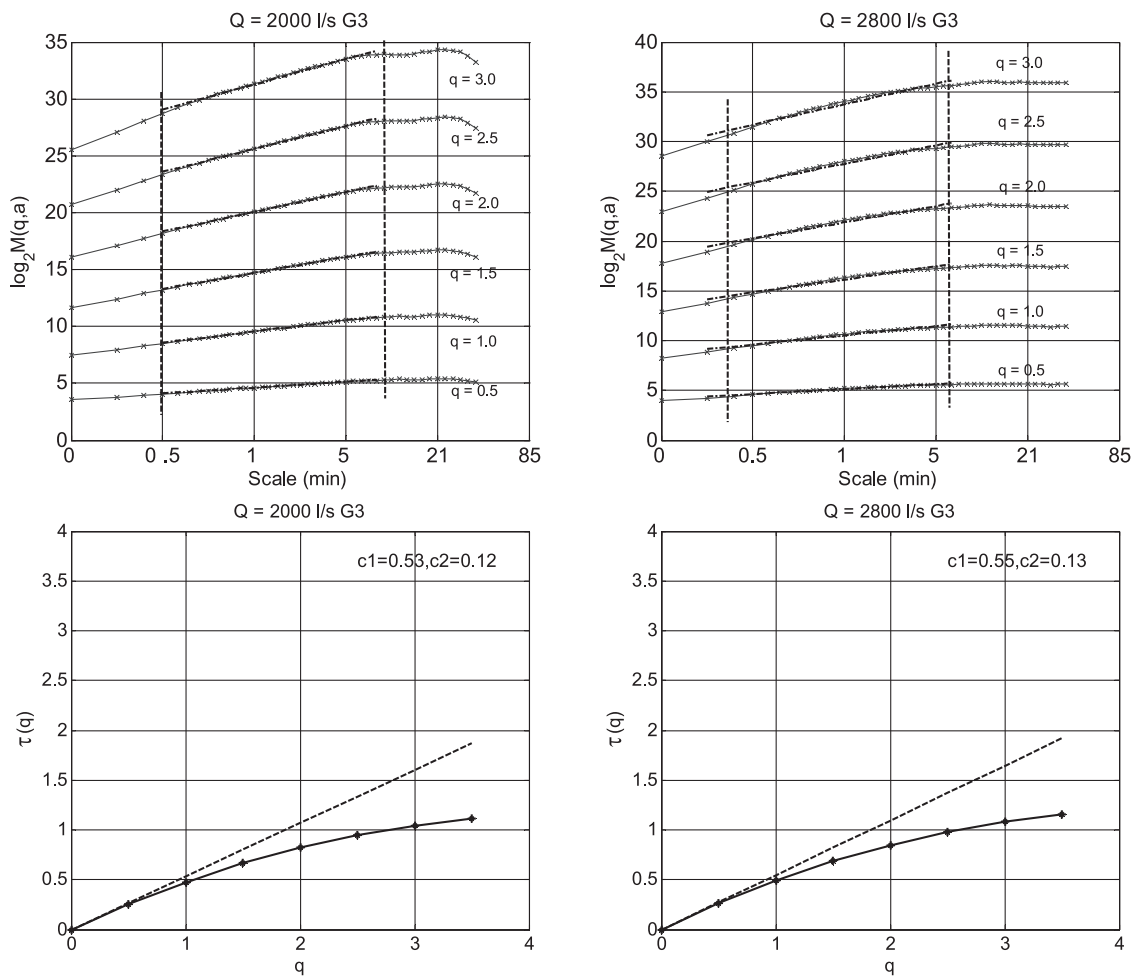 Q = 2000 l/s G3
35
30
25
20
15
10
5
0
log2M(q,a)
q = 3.0
q = 2.5
q = 2.0
q = 1.5
q = 1.0
q = 0.5
0 0.5 1 5 21 85
Scale (min)
Q = 2800 l/s G3
40
35
30
25
20
15
10
5
0
log2M(q,a)
q = 3.0
q = 2.5
q = 2.0
q = 1.5
q = 1.0
q = 0.5
0 0.5 1 5 21 85
Scale (min)
Q = 2000 l/s G3
c1=0.53,c2=0.12
4
3.5
3
2.5
2
1.5
1
0.5
0
τ (q)
0 1 2 3 4
q
Q = 2800 l/s G3
c1=0.55,c2=0.13
4
3.5
3
2.5
2
1.5
1
0.5
0
τ (q)
0 1 2 3 4
q